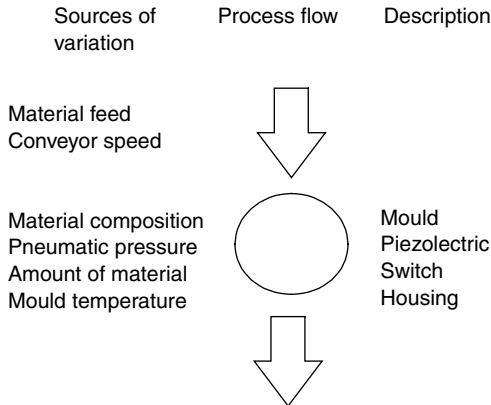 Sources of
variation
Process flow
Description
Material feed
Conveyor speed
Material composition
Pneumatic pressure
Amount of material
Mould temperature
Mould
Piezolectric
Switch
Housing